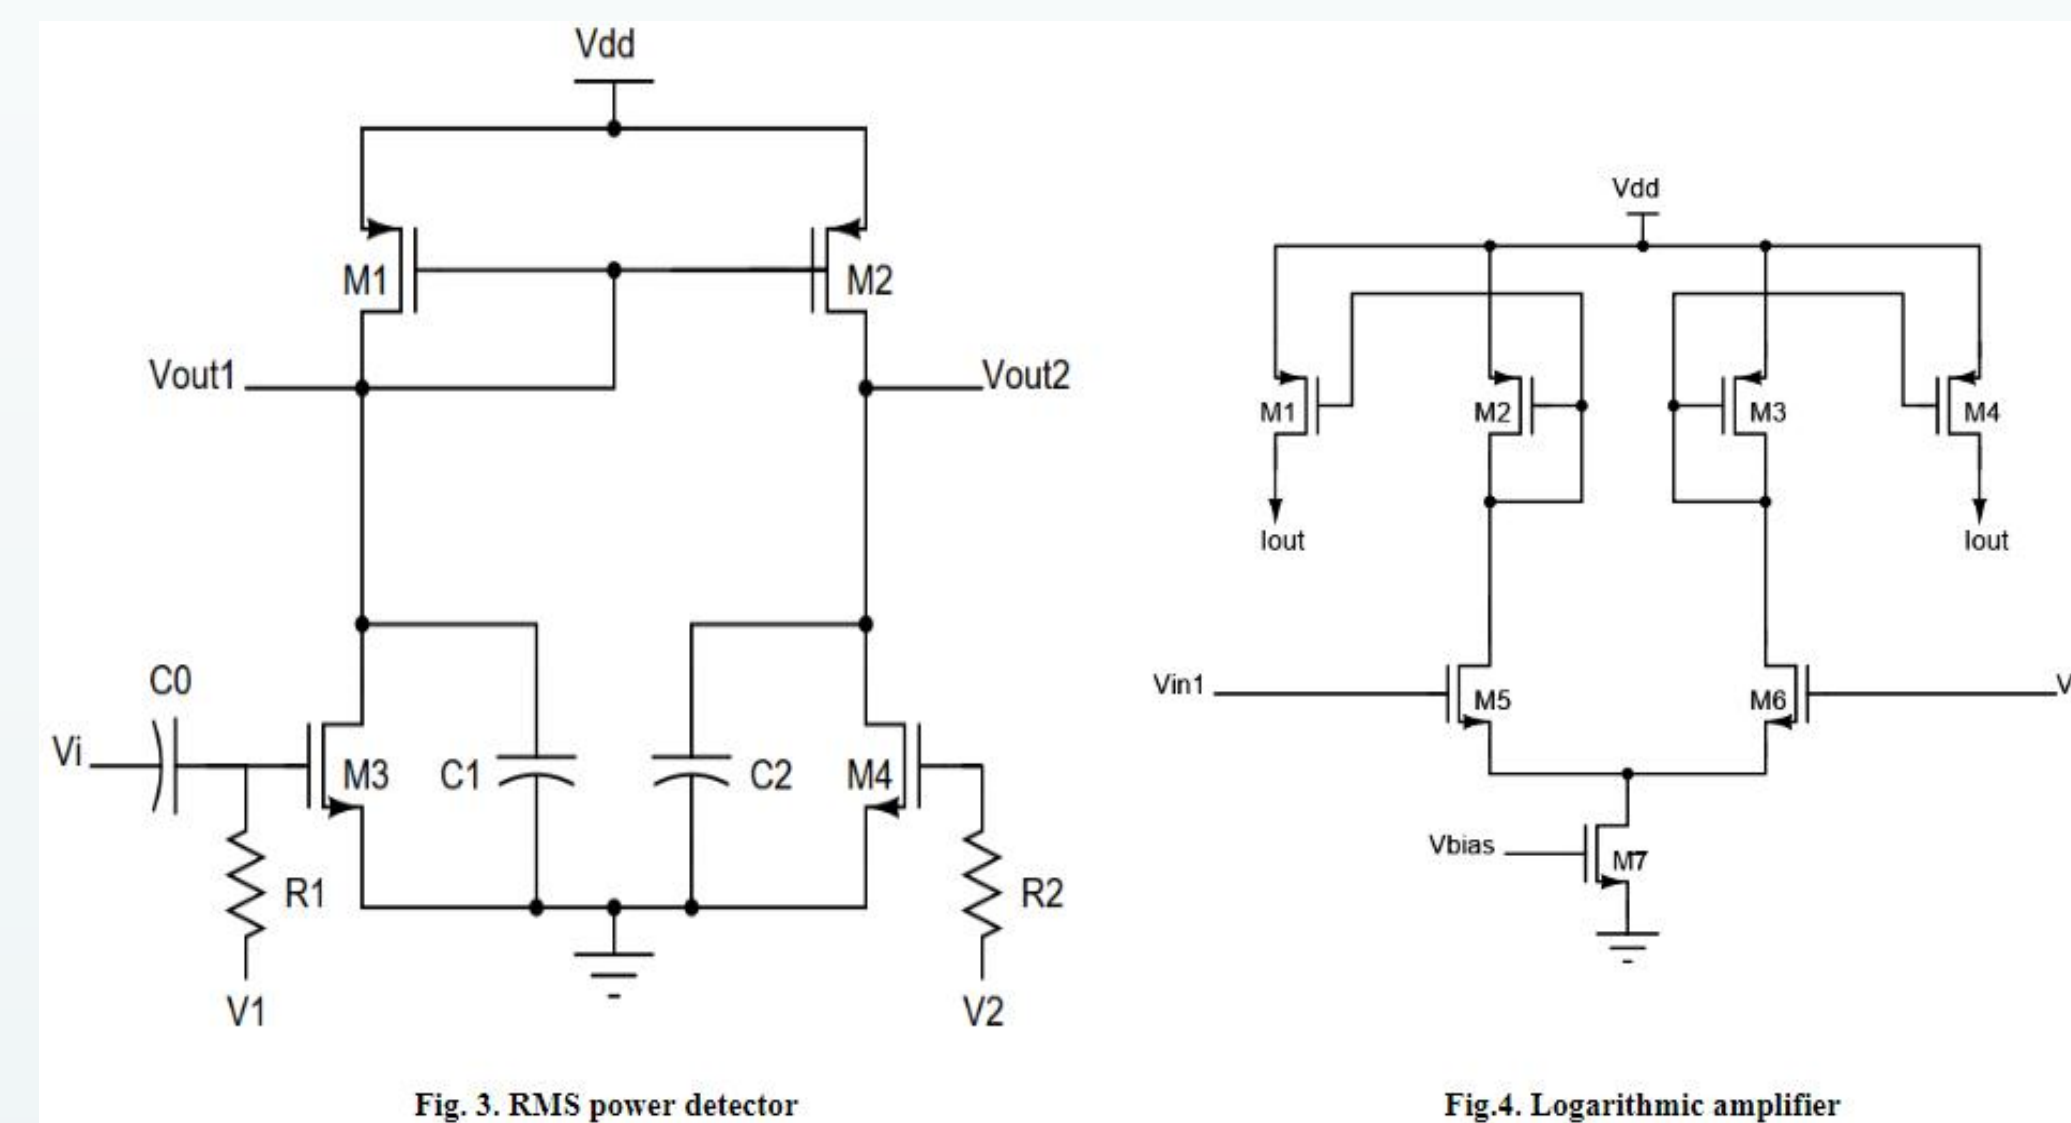 Vdd
M1
M2
Vout1
Vout2
C0
Vi
M3
C1
C2
M4
R1
R2
V1
V2
Fig. 3. RMS power detector
Vdd
M1
M2
M3
M4
Iout
Iout
Vin1
M5
M6
V
Vbias
M7
Fig.4. Logarithmic amplifier